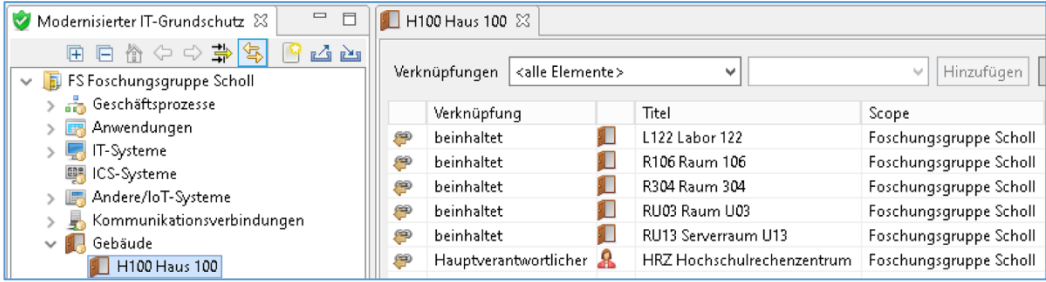 Modernisierter IT-Grundschutz
FS Foschungsgruppe Scholl
Geschäftsprozesse
Anwendungen
IT-Systeme
ICS-Systeme
Andere/IoT-Systeme
Kommunikationsverbindungen
Gebäude
H100 Haus 100
H100 Haus 100
Verknüpfungen <alle Elemente> Hinzufügen
Verknüpfung Titel Scope
beinhaltet L122 Labor 122 Foschungsgruppe Scholl
beinhaltet R106 Raum 106 Foschungsgruppe Scholl
beinhaltet R304 Raum 304 Foschungsgruppe Scholl
beinhaltet RU03 Raum U03 Foschungsgruppe Scholl
beinhaltet RU13 Serverraum U13 Foschungsgruppe Scholl
Hauptverantwortlicher HRZ Hochschulrechenzentrum Foschungsgruppe Scholl